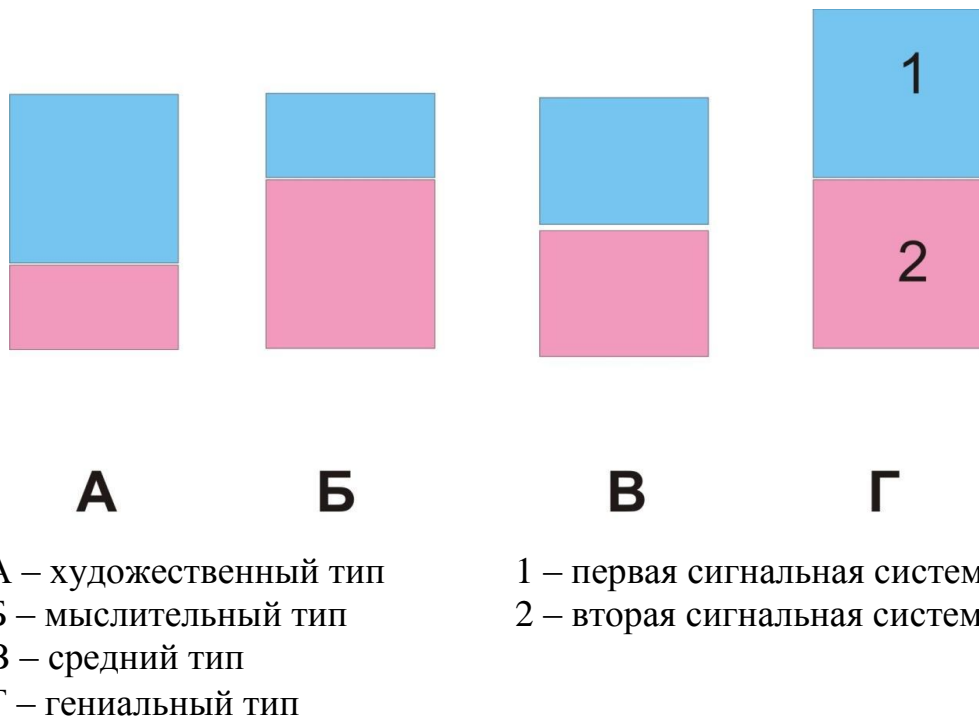 1
2
А Б В Г
А – художественный тип
Б – мыслительный тип
В – средний тип
Г – гениальный тип
1 – первая сигнальная систем
2 – вторая сигнальная систем